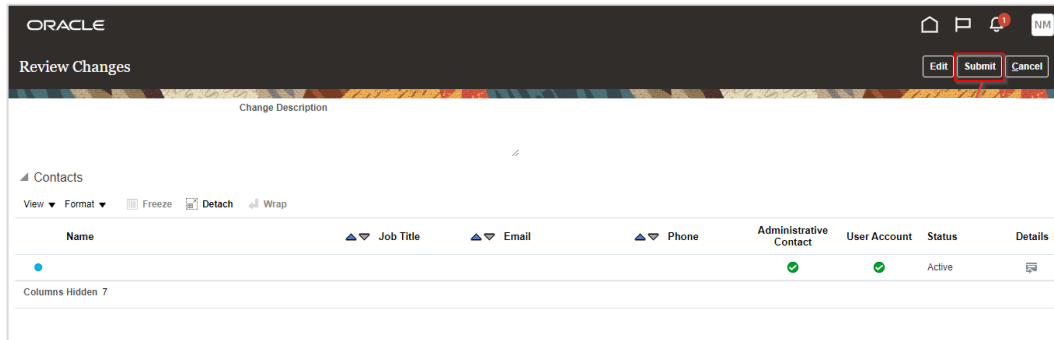 ORACLE
1
NM
Review Changes
Edit Submit Cancel
Change Description
Contacts
View Format Freeze Detach Wrap
Name Job Title Email Phone Administrative Contact User Account Status Details
Active
Columns Hidden 7